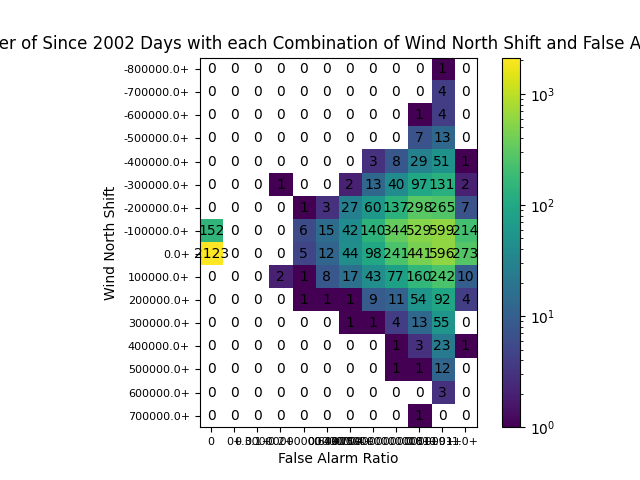 er of Since 2002 Days with each Combination of Wind North Shift and False A
-800000.0+ 0 0 0 0 0 0 0 0 0 0 1 0
-700000.0+ 0 0 0 0 0 0 0 0 0 0 4 0
-600000.0+ 0 0 0 0 0 0 0 0 0 1 4 0
-500000.0+ 0 0 0 0 0 0 0 0 0 7 13 0
-400000.0+ 0 0 0 0 0 0 0 3 8 29 51 1
-300000.0+ 0 0 0 1 0 0 2 13 40 97 131 2
-200000.0+ 0 0 0 0 1 3 27 60 137 298 265 7
-100000.0+ 152 0 0 0 6 15 42 140 344 529 599 214
0.0+ 2123 0 0 0 5 12 44 98 241 441 596 273
100000.0+ 0 0 0 2 1 8 17 43 77 160 242 10
200000.0+ 0 0 0 0 1 1 1 9 11 54 92 4
300000.0+ 0 0 0 0 0 0 1 1 4 13 55 0
400000.0+ 0 0 0 0 0 0 0 0 1 3 23 1
500000.0+ 0 0 0 0 0 0 0 0 1 1 12 0
600000.0+ 0 0 0 0 0 0 0 0 0 0 3 0
700000.0+ 0 0 0 0 0 0 0 0 0 1 0 0
Wind North Shift
0
False Alarm Ratio
10³
10²
10¹
10⁰